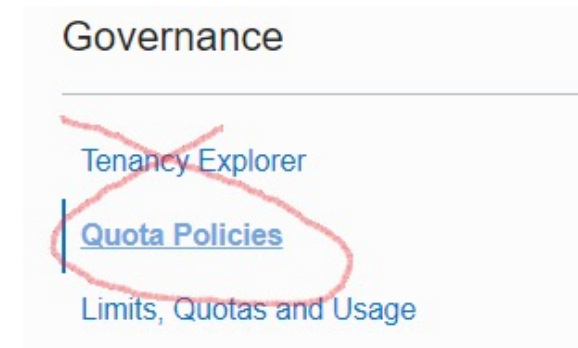 Governance
Tenancy Explorer
Quota Policies
Limits, Quotas and Usage